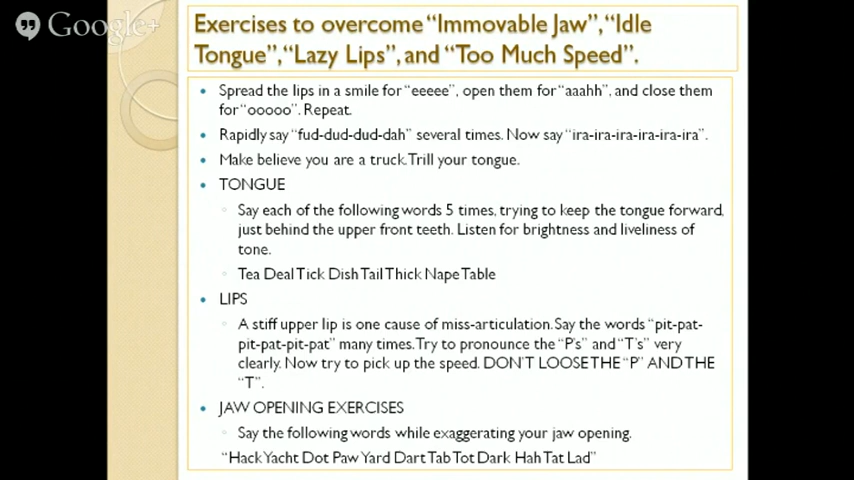 Google+
Exercises to overcome “Immovable Jaw”, “Idle
Tongue”, “Lazy Lips”, and “Too Much Speed”.
Spread the lips in a smile for “eeeee”, open them for “aaahh”, and close them
for “ooooo”. Repeat.
Rapidly say “fud-dud-dud-dah” several times. Now say “ira-ira-ira-ira-ira-ira”.
Make believe you are a truck. Trill your tongue.
TONGUE
Say each of the following words 5 times, trying to keep the tongue forward,
just behind the upper front teeth. Listen for brightness and liveliness of
tone.
Tea Deal Tick Dish Tail Thick Nape Table
LIPS
A stiff upper lip is one cause of miss-articulation. Say the words “pit-pat-
pit-pat-pit-pat” many times. Try to pronounce the “P’s” and “T’s” very
clearly. Now try to pick up the speed. DON’T LOOSE THE “P” AND THE
“T”.
JAW OPENING EXERCISES
Say the following words while exaggerating your jaw opening.
“Hack Yacht Dot Paw Yard Dart Tab Tot Dark Hah Tat Lad”